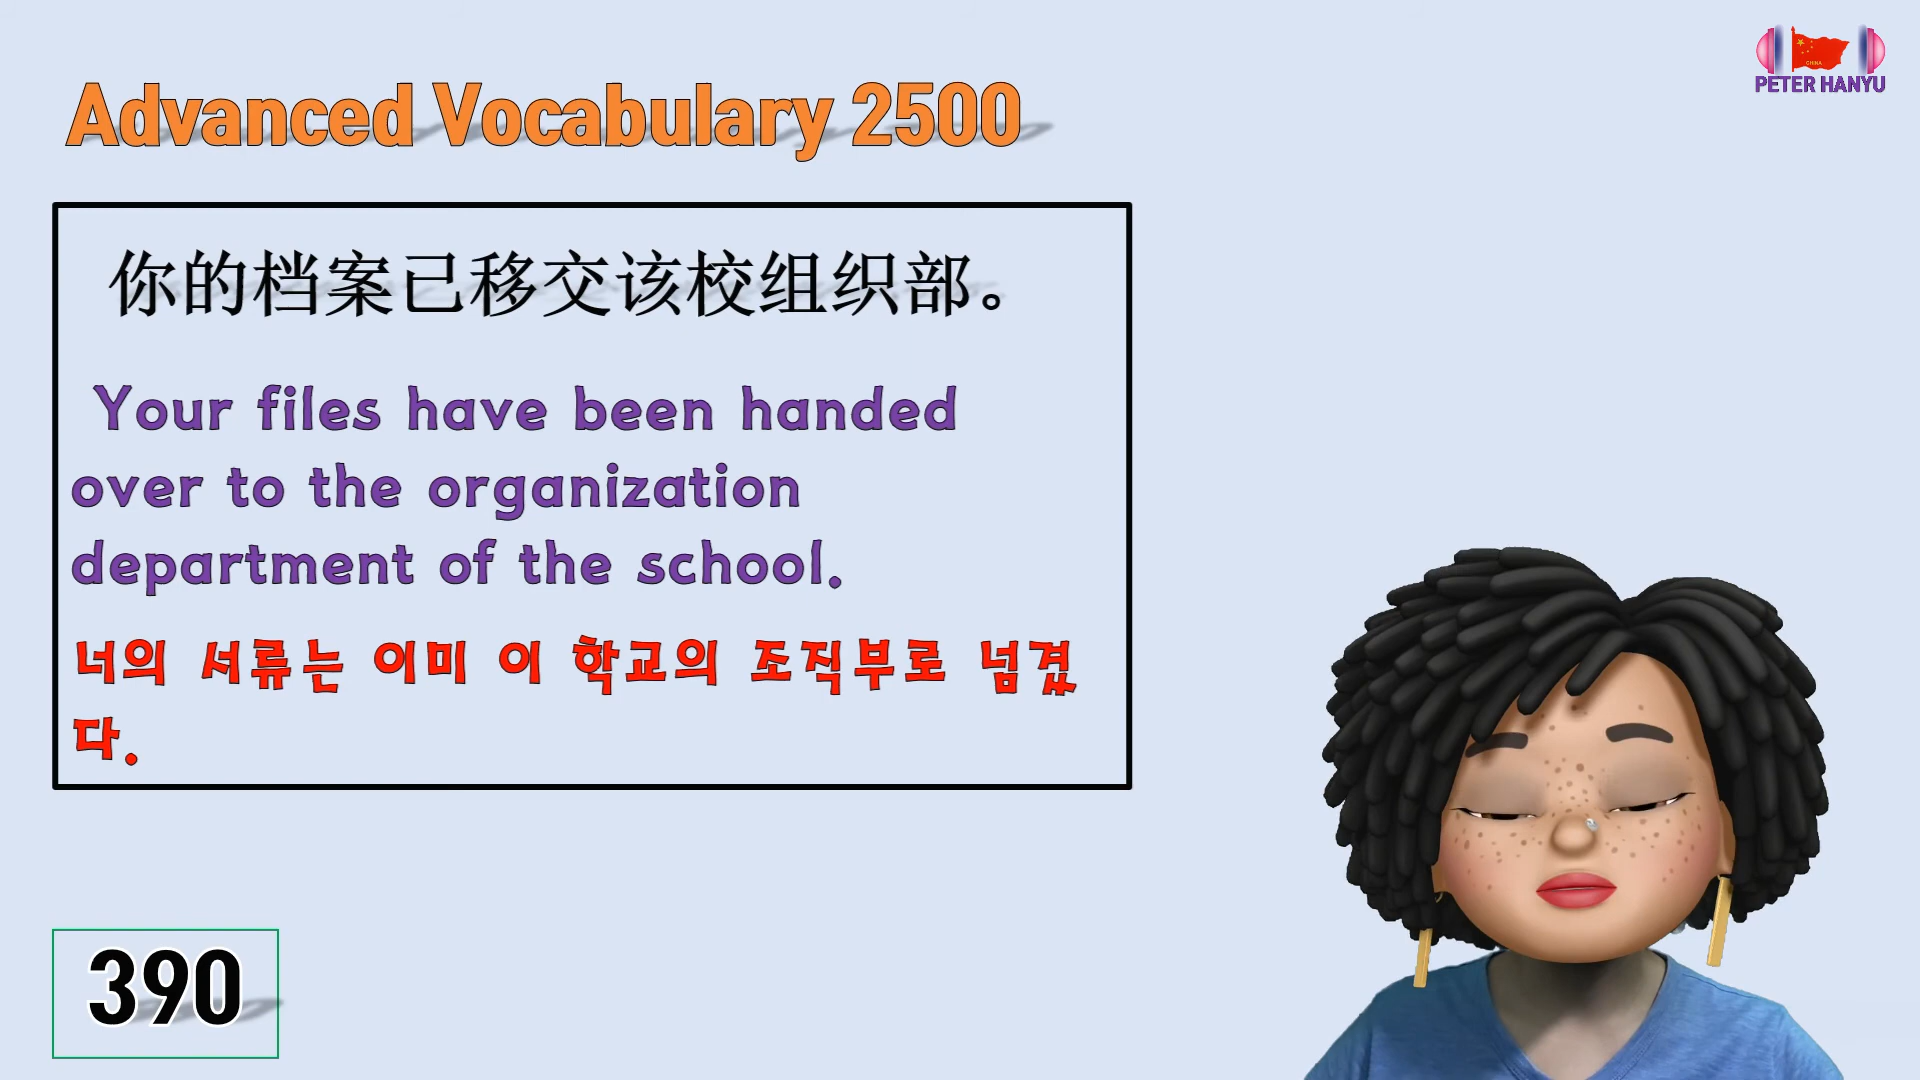 PETER HANYU
Advanced Vocabulary 2500
你的档案已移交该校组织部。
Your files have been handed
over to the organization
department of the school.
너의 서류는 이미 이 학교의 조직부로 넘겼
다.
390